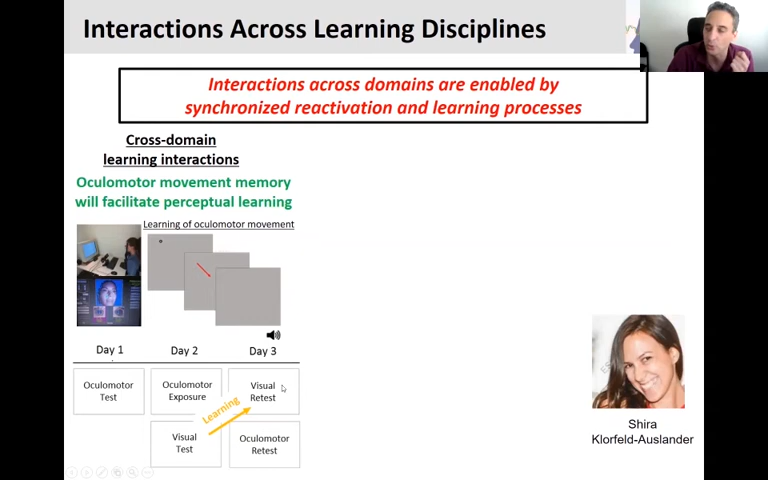 Interactions Across Learning Disciplines
Interactions across domains are enabled by
synchronized reactivation and learning processes
Cross-domain
learning interactions
Oculomotor movement memory
will facilitate perceptual learning
Learning of oculomotor movement
Day 1
Day 2
Day 3
Oculomotor
Test
Oculomotor
Exposure
Visual
Retest
Learning
Visual
Test
Oculomotor
Retest
Shira
Klorfeld-Auslander